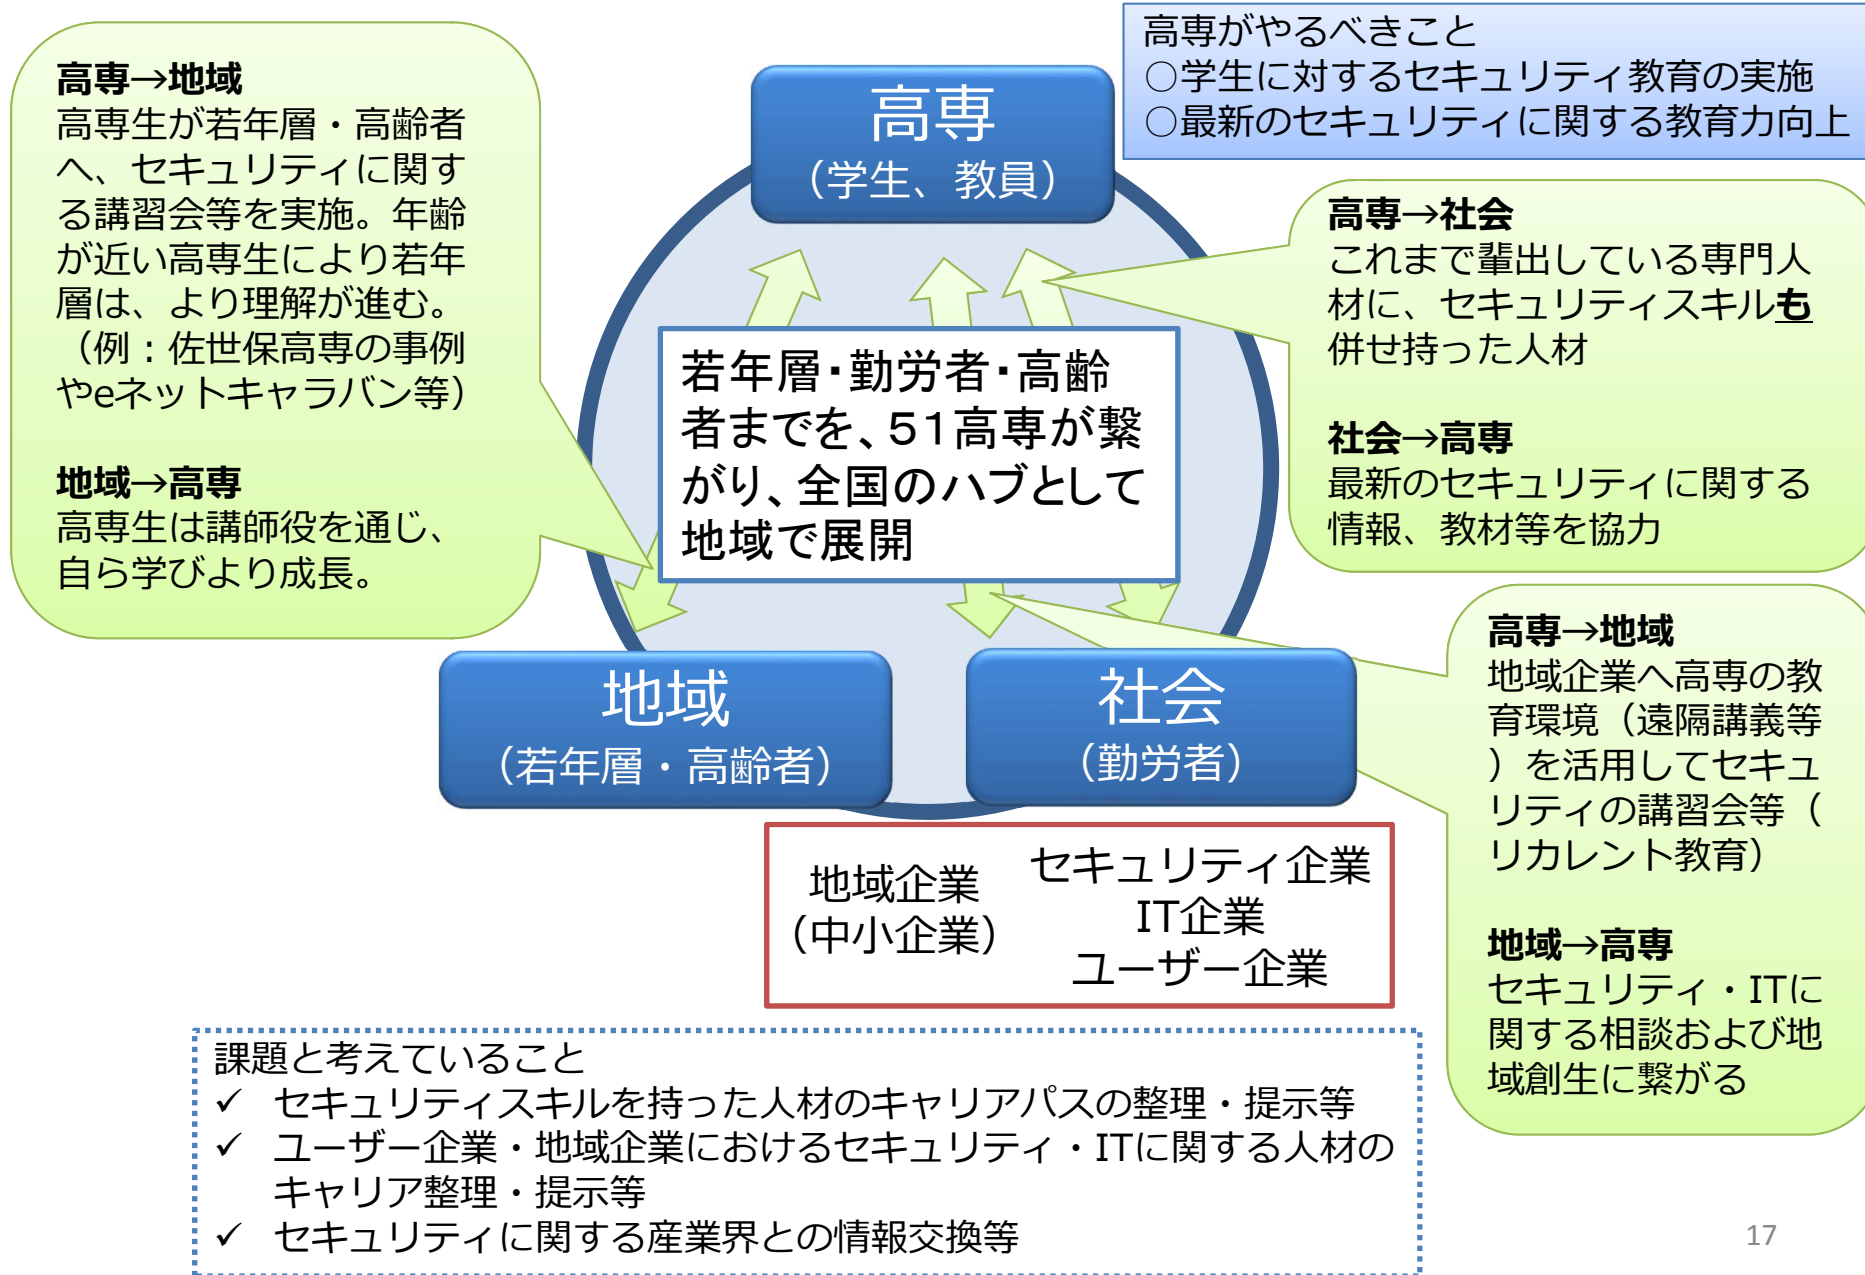 高専がやるべきこと
○学生に対するセキュリティ教育の実施
○最新のセキュリティに関する教育力向上
高専→地域
高専生が若年層・高齢者
へ、セキュリティに関す
る講習会等を実施。年齢
が近い高専生により若年
層は、より理解が進む。
（例：佐世保高専の事例
やeネットキャラバン等）
地域→高専
高専生は講師役を通じ、
自ら学びより成長。
高専
（学生、教員）
高専→社会
これまで輩出している専門人
材に、セキュリティスキルも
併せ持った人材
社会→高専
最新のセキュリティに関する
情報、教材等を協力
若年層・勤労者・高齢
者までを、51高専が繋
がり、全国のハブとして
地域で展開
地域
（若年層・高齢者）
社会
（勤労者）
高専→地域
地域企業へ高専の教
育環境（遠隔講義等
）を活用してセキュ
リティの講習会等（
リカレント教育）
地域→高専
セキュリティ・ITに
関する相談および地
域創生に繋がる
地域企業
（中小企業）
セキュリティ企業
IT企業
ユーザー企業
課題と考えていること
✓ セキュリティスキルを持った人材のキャリアパスの整理・提示等
✓ ユーザー企業・地域企業におけるセキュリティ・ITに関する人材の
キャリア整理・提示等
✓ セキュリティに関する産業界との情報交換等
17